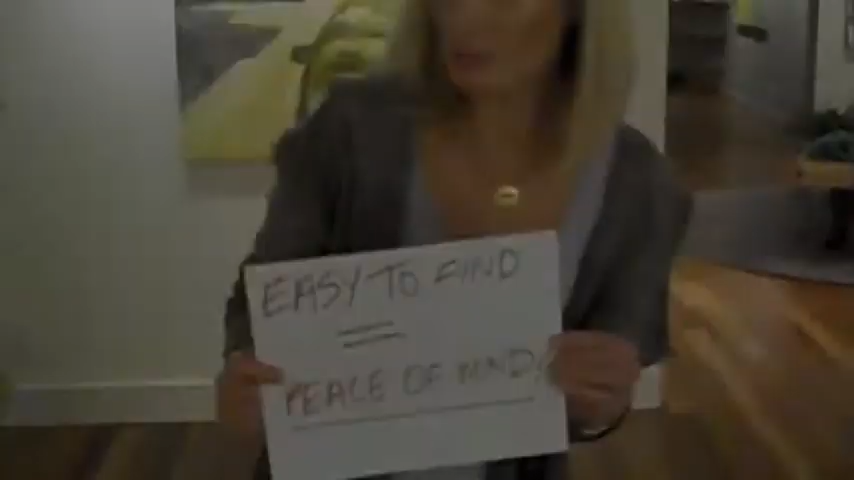 EASY TO FIND
=
PEACE OF MIND